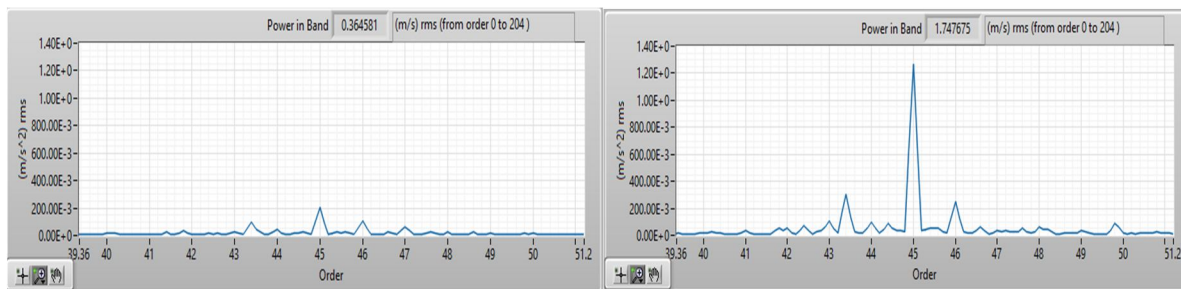 Power in Band 0.364581 (m/s) rms (from order 0 to 204 )
1.40E+0
1.20E+0
1.00E+0
800.00E-3
600.00E-3
400.00E-3
200.00E-3
0.00E+0
(m/s^2) rms
39.36 40 41 42 43 44 45 46 47 48 49 50 51.2
Order
Power in Band 1.747675 (m/s) rms (from order 0 to 204 )
1.40E+0
1.20E+0
1.00E+0
800.00E-3
600.00E-3
400.00E-3
200.00E-3
0.00E+0
(m/s^2) rms
39.36 40 41 42 43 44 45 46 47 48 49 50 51.2
Order